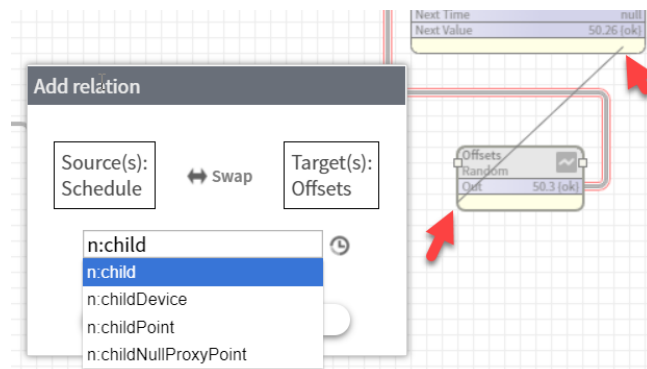 Next Time null
Next Value 50.26 {ok}
Add relation
Source(s):
Schedule
Swap
Target(s):
Offsets
Offsets
Random
Out 50.3 {ok}
n:child
n:child
n:childDevice
n:childPoint
n:childNullProxyPoint